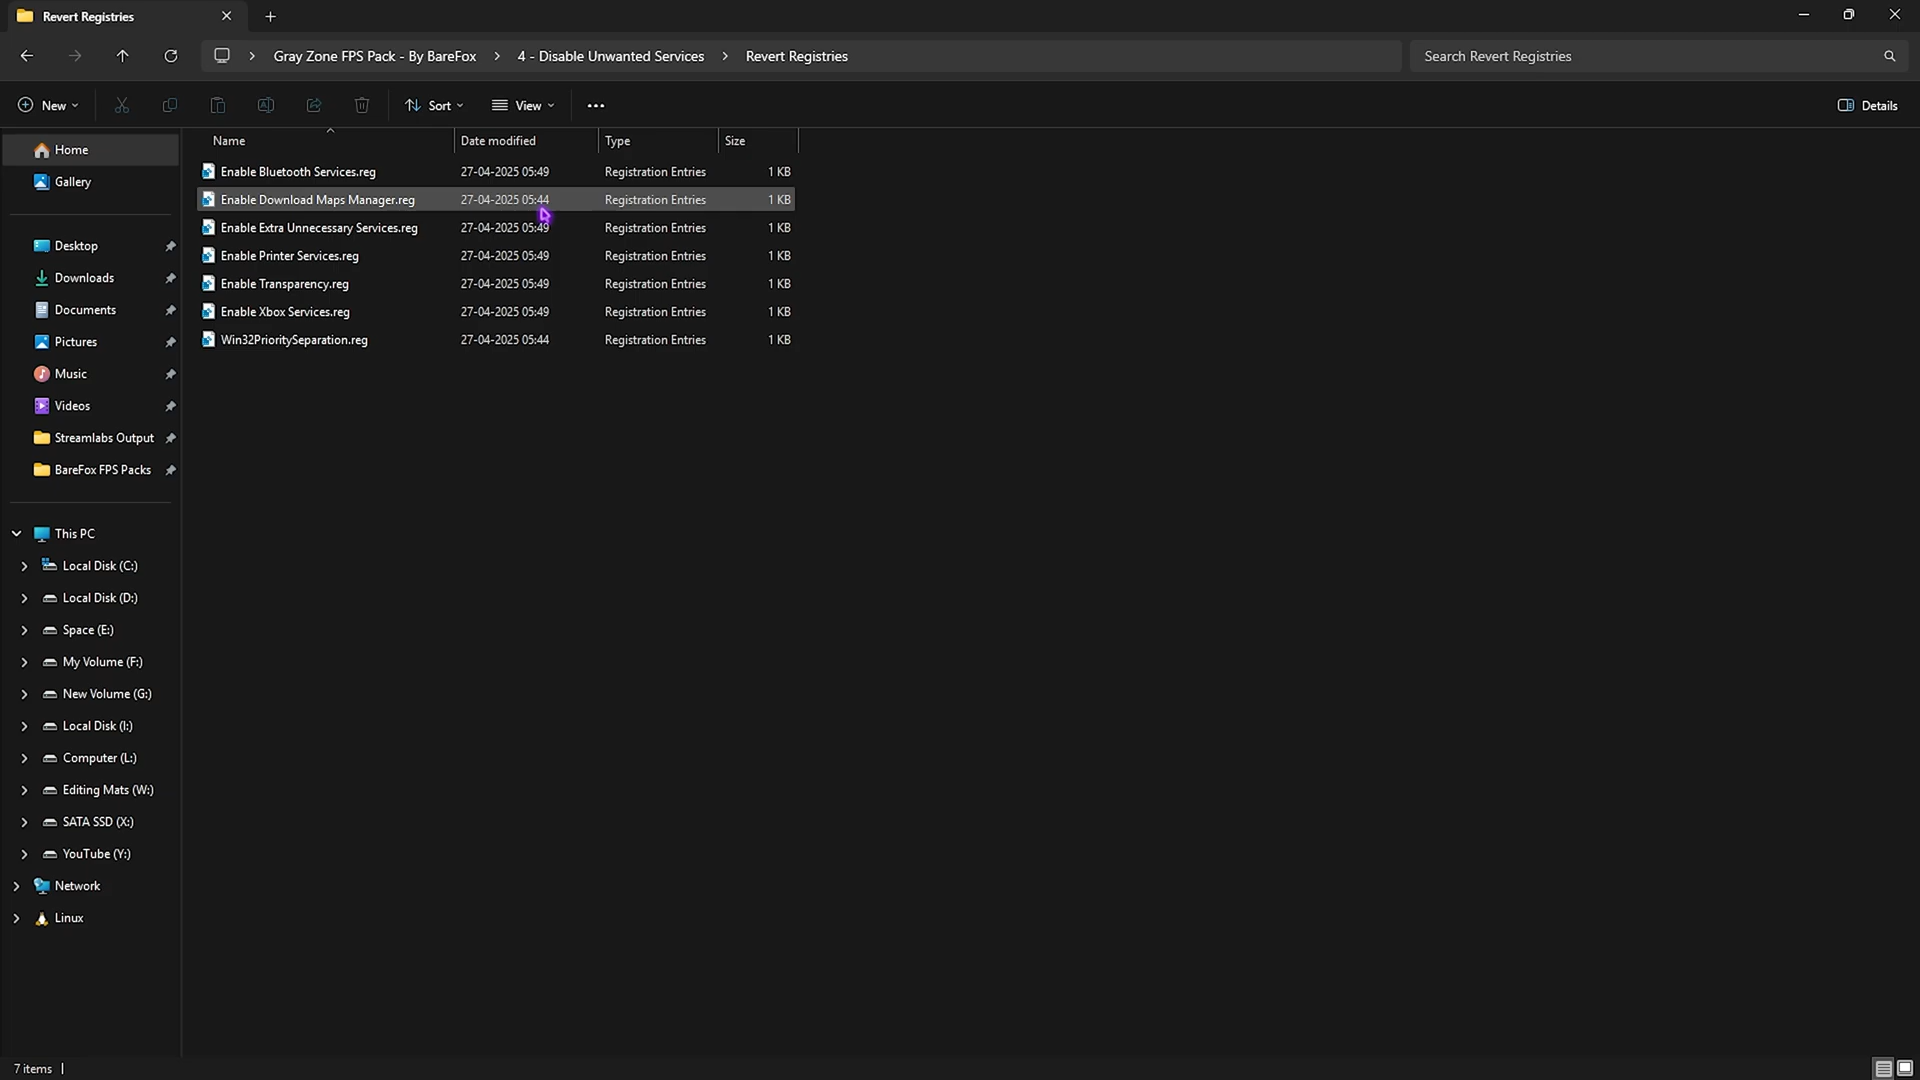 Revert Registries
Gray Zone FPS Pack - By BareFox > 4 - Disable Unwanted Services > Revert Registries
Search Revert Registries
New
Sort
View
Details
Name Date modified Type Size
Home
Gallery
Desktop
Downloads
Documents
Pictures
Music
Videos
Streamlabs Output
BareFox FPS Packs
This PC
Local Disk (C:)
Local Disk (D:)
Space (E:)
My Volume (F:)
New Volume (G:)
Local Disk (I:)
Computer (L:)
Editing Mats (W:)
SATA SSD (X:)
YouTube (Y:)
Network
Linux
Enable Bluetooth Services.reg 27-04-2025 05:49 Registration Entries 1 KB
Enable Download Maps Manager.reg 27-04-2025 05:44 Registration Entries 1 KB
Enable Extra Unnecessary Services.reg 27-04-2025 05:49 Registration Entries 1 KB
Enable Printer Services.reg 27-04-2025 05:49 Registration Entries 1 KB
Enable Transparency.reg 27-04-2025 05:49 Registration Entries 1 KB
Enable Xbox Services.reg 27-04-2025 05:49 Registration Entries 1 KB
Win32PrioritySeparation.reg 27-04-2025 05:44 Registration Entries 1 KB
7 items